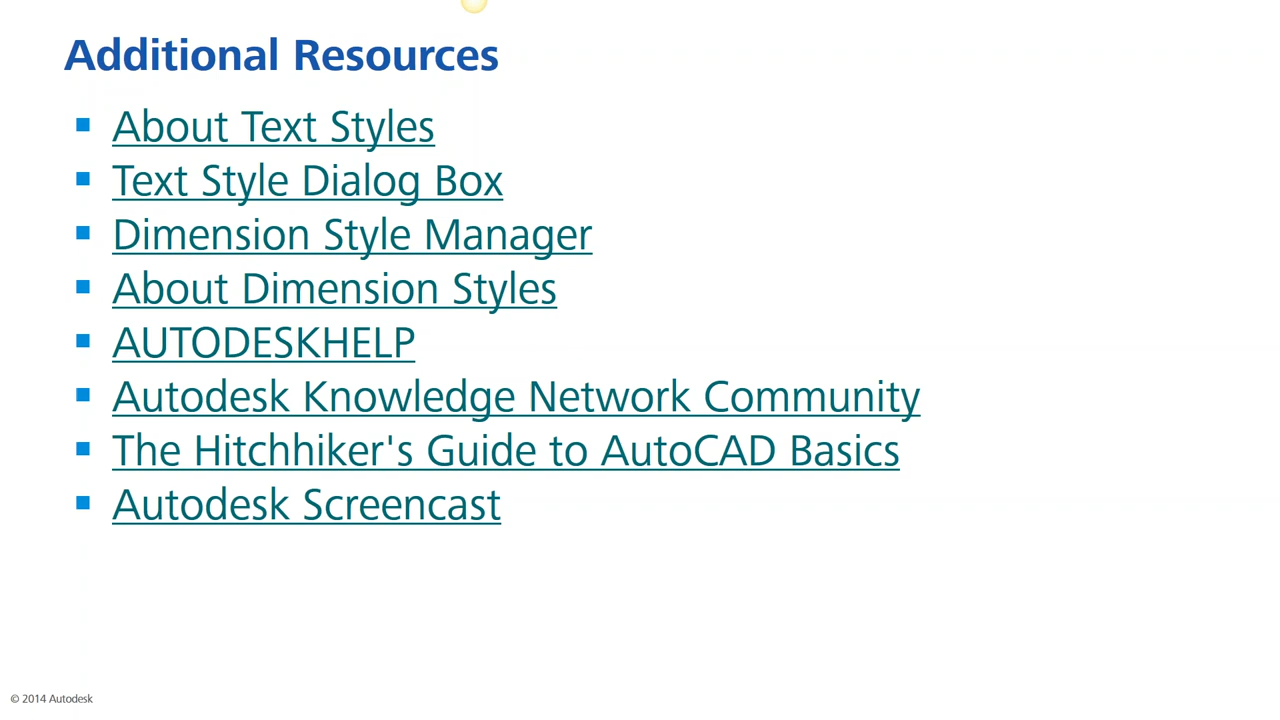 Additional Resources
About Text Styles
Text Style Dialog Box
Dimension Style Manager
About Dimension Styles
AUTODESKHELP
Autodesk Knowledge Network Community
The Hitchhiker's Guide to AutoCAD Basics
Autodesk Screencast
© 2014 Autodesk